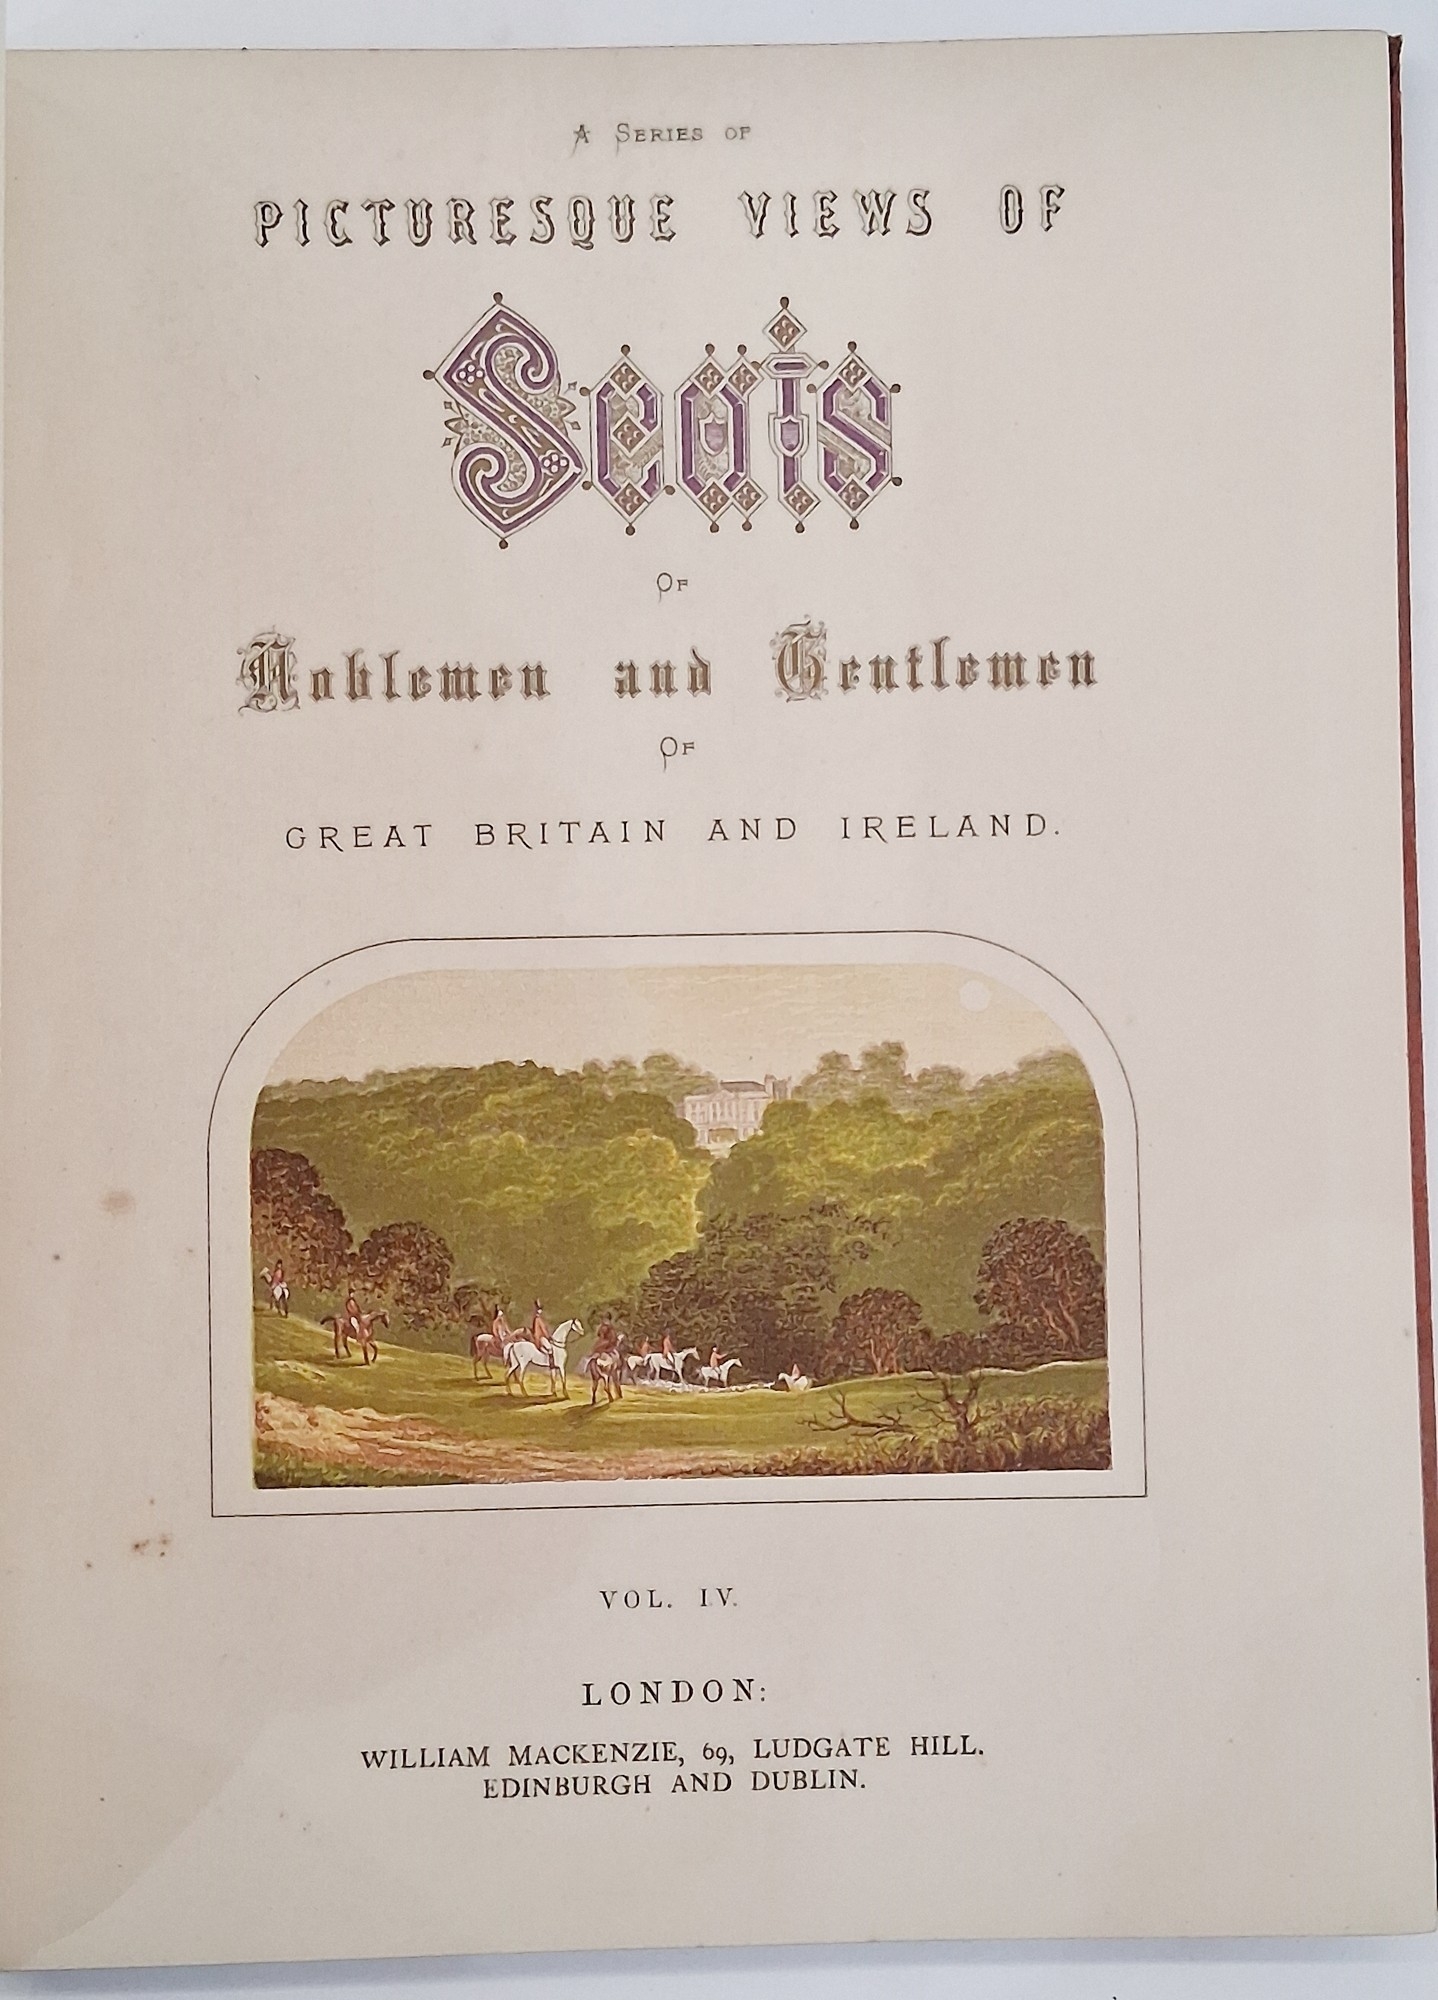 A SERIES OF
PICTURESQUE VIEWS OF
Seats
OF
Noblemen and Gentlemen
OF
GREAT BRITAIN AND IRELAND.
VOL. IV.
LONDON:
WILLIAM MACKENZIE, 69, LUDGATE HILL.
EDINBURGH AND DUBLIN.